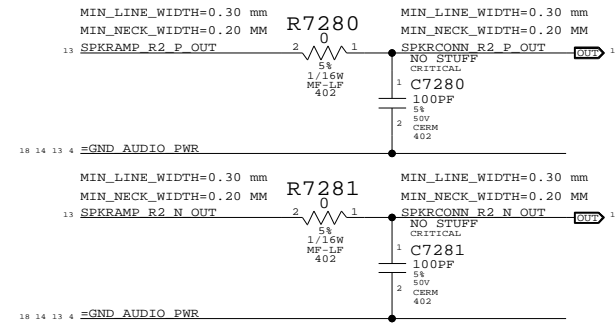 MIN_LINE_WIDTH=0.30 mm
MIN_NECK_WIDTH=0.20 MM
13 SPKRAMP_R2_P_OUT
R7280
0
2 1
5%
1/16W
MF-LF
402
MIN_LINE_WIDTH=0.30 mm
MIN_NECK_WIDTH=0.20 MM
SPKRCONN_R2_P_OUT
OUT 1
NO STUFF
CRITICAL
1 C7280
100PF
5%
50V
2 CERM
402
18 14 13 4 =GND_AUDIO_PWR
MIN_LINE_WIDTH=0.30 mm
MIN_NECK_WIDTH=0.20 MM
13 SPKRAMP_R2_N_OUT
R7281
0
2 1
5%
1/16W
MF-LF
402
MIN_LINE_WIDTH=0.30 mm
MIN_NECK_WIDTH=0.20 MM
SPKRCONN_R2_N_OUT
OUT 1
NO STUFF
CRITICAL
1 C7281
100PF
5%
50V
2 CERM
402
18 14 13 4 =GND_AUDIO_PWR